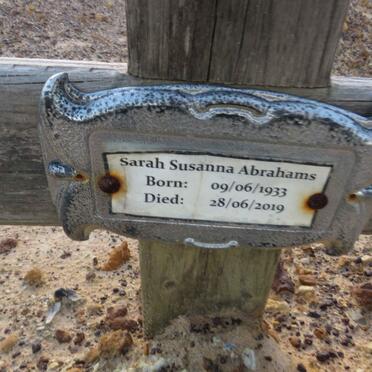 Sarah Susanna Abrahams
Born: 09/06/1933
Died: 28/06/2019